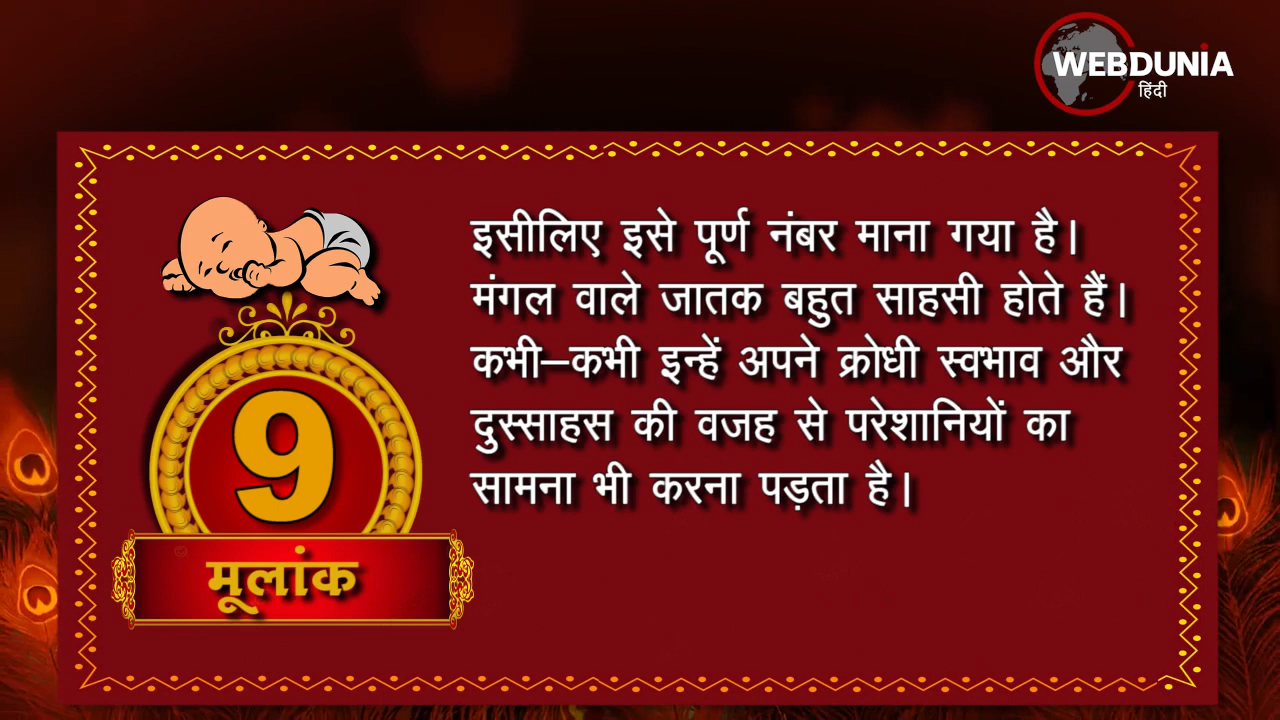 WEBDUNIA
हिंदी
इसीलिए इसे पूर्ण नंबर माना गया है।
मंगल वाले जातक बहुत साहसी होते हैं।
कभी–कभी इन्हें अपने क्रोधी स्वभाव और
दुस्साहस की वजह से परेशानियों का
सामना भी करना पड़ता है।
9
मूलांक